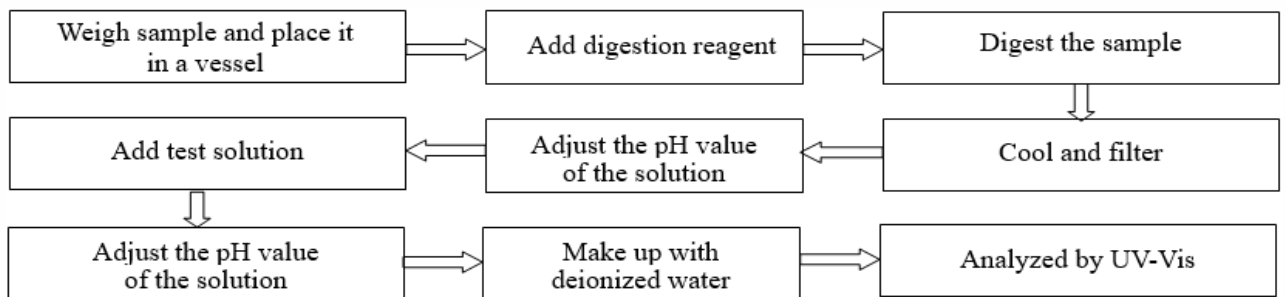 Weigh sample and place it
in a vessel
Add digestion reagent
Digest the sample
Cool and filter
Adjust the pH value
of the solution
Add test solution
Adjust the pH value
of the solution
Make up with
deionized water
Analyzed by UV-Vis